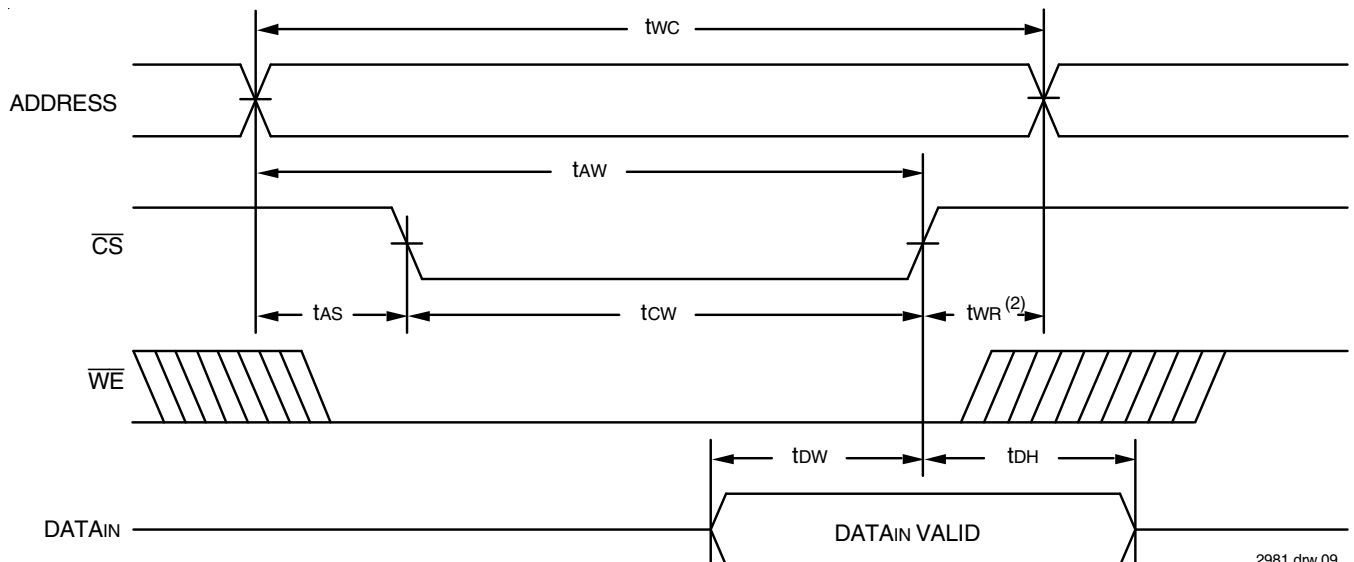 tWC
ADDRESS
tAW
CS
tAS
tCW
tWR (2)
WE
tDW
tDH
DATAIN
DATAIN VALID
2981 drw 09